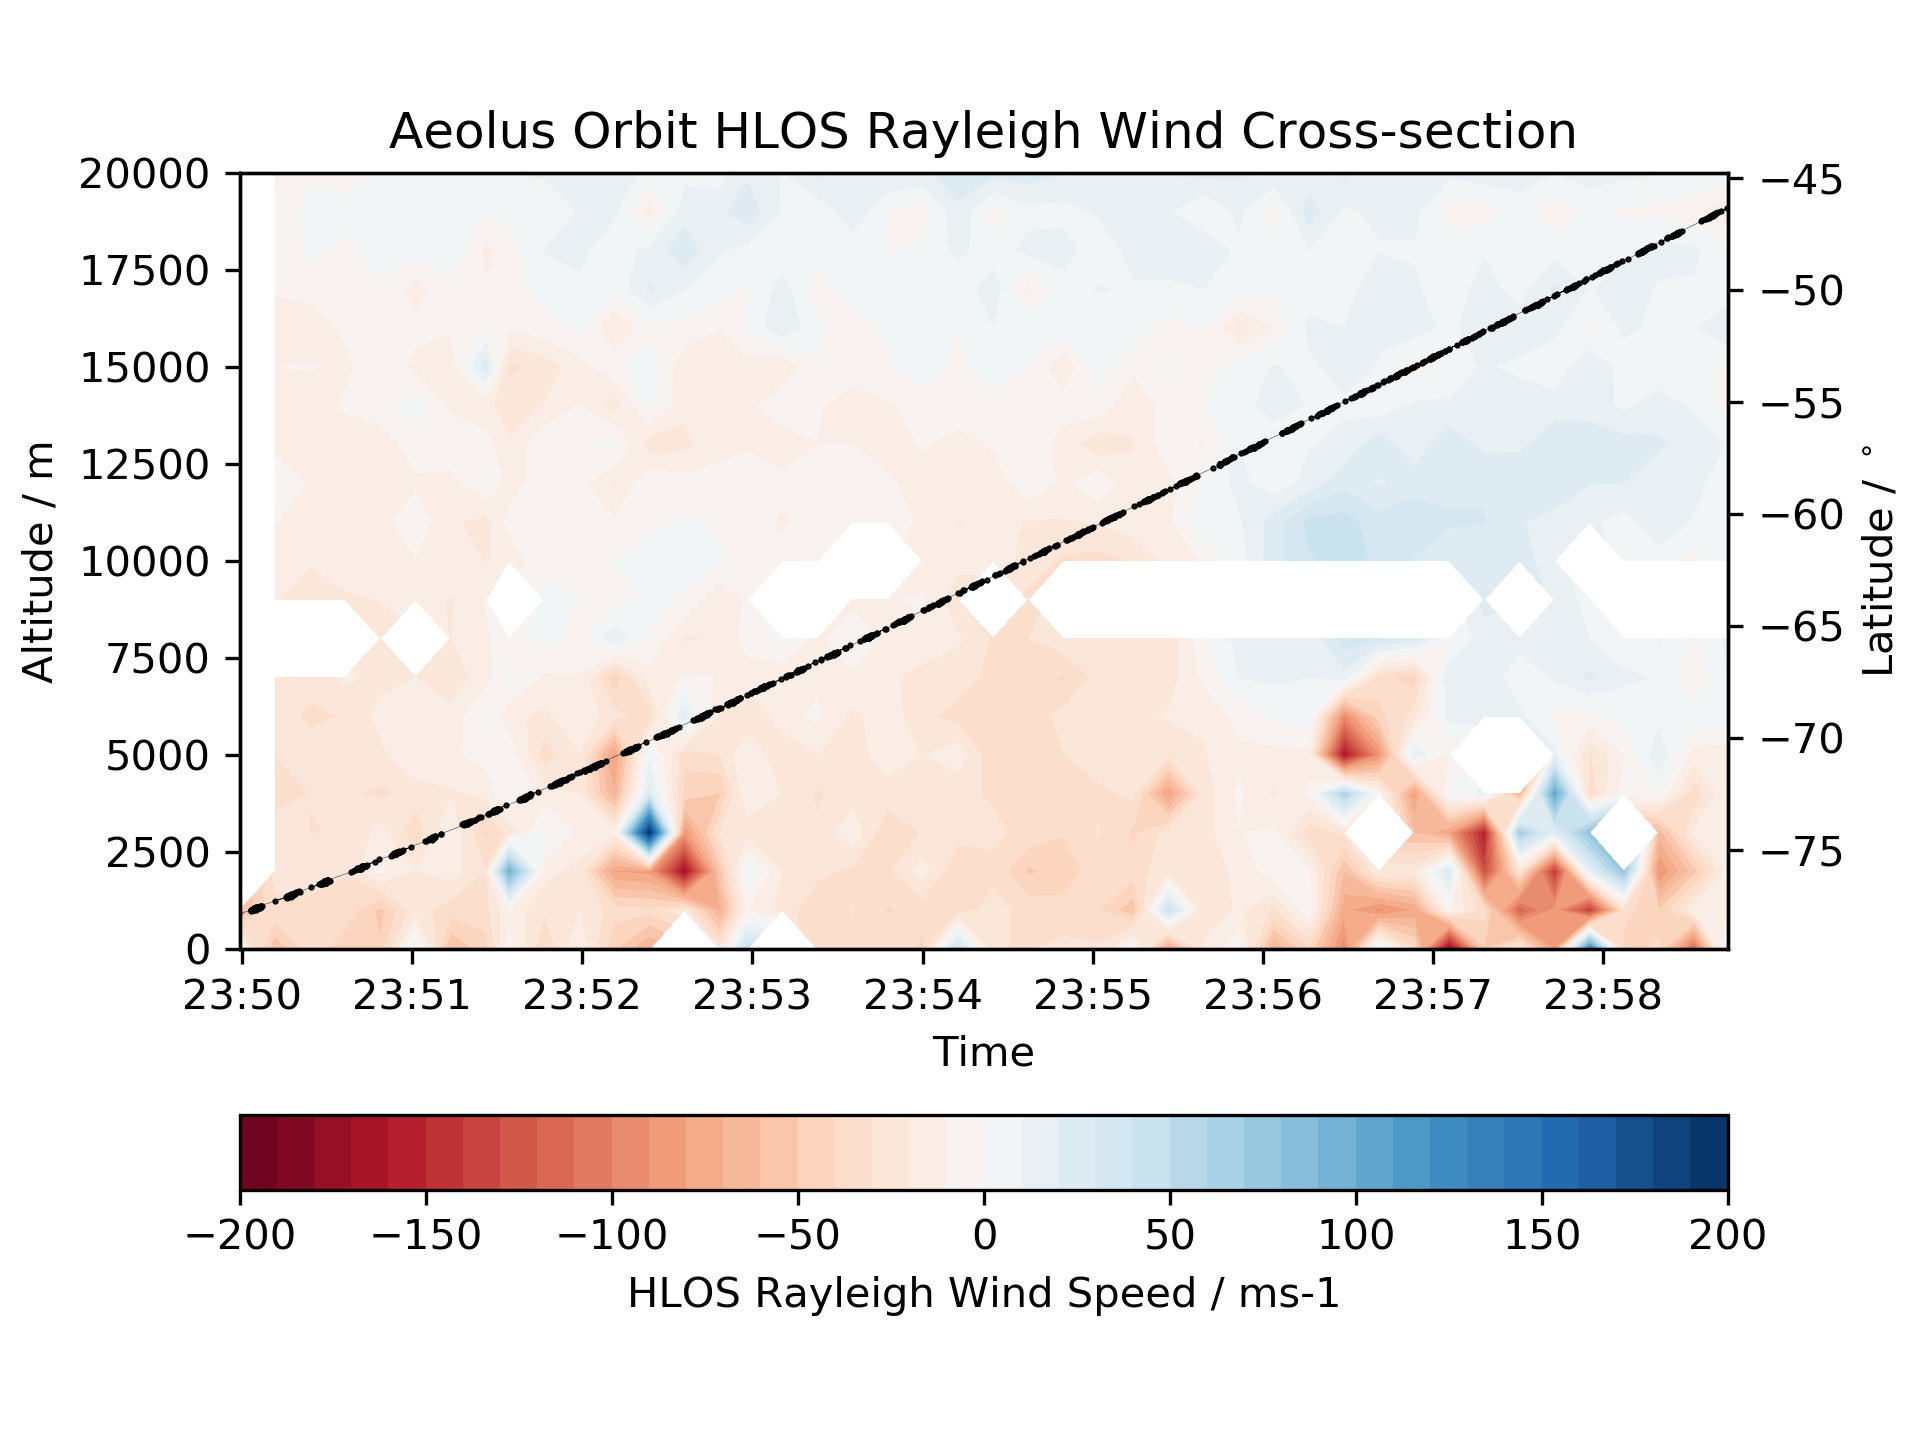 Aeolus Orbit HLOS Rayleigh Wind Cross-section
20000
17500
15000
12500
10000
7500
5000
2500
0
Altitude / m
−45
−50
−55
−60
−65
−70
−75
Latitude / °
23:50 23:51 23:52 23:53 23:54 23:55 23:56 23:57 23:58
Time
−200 −150 −100 −50 0 50 100 150 200
HLOS Rayleigh Wind Speed / ms-1